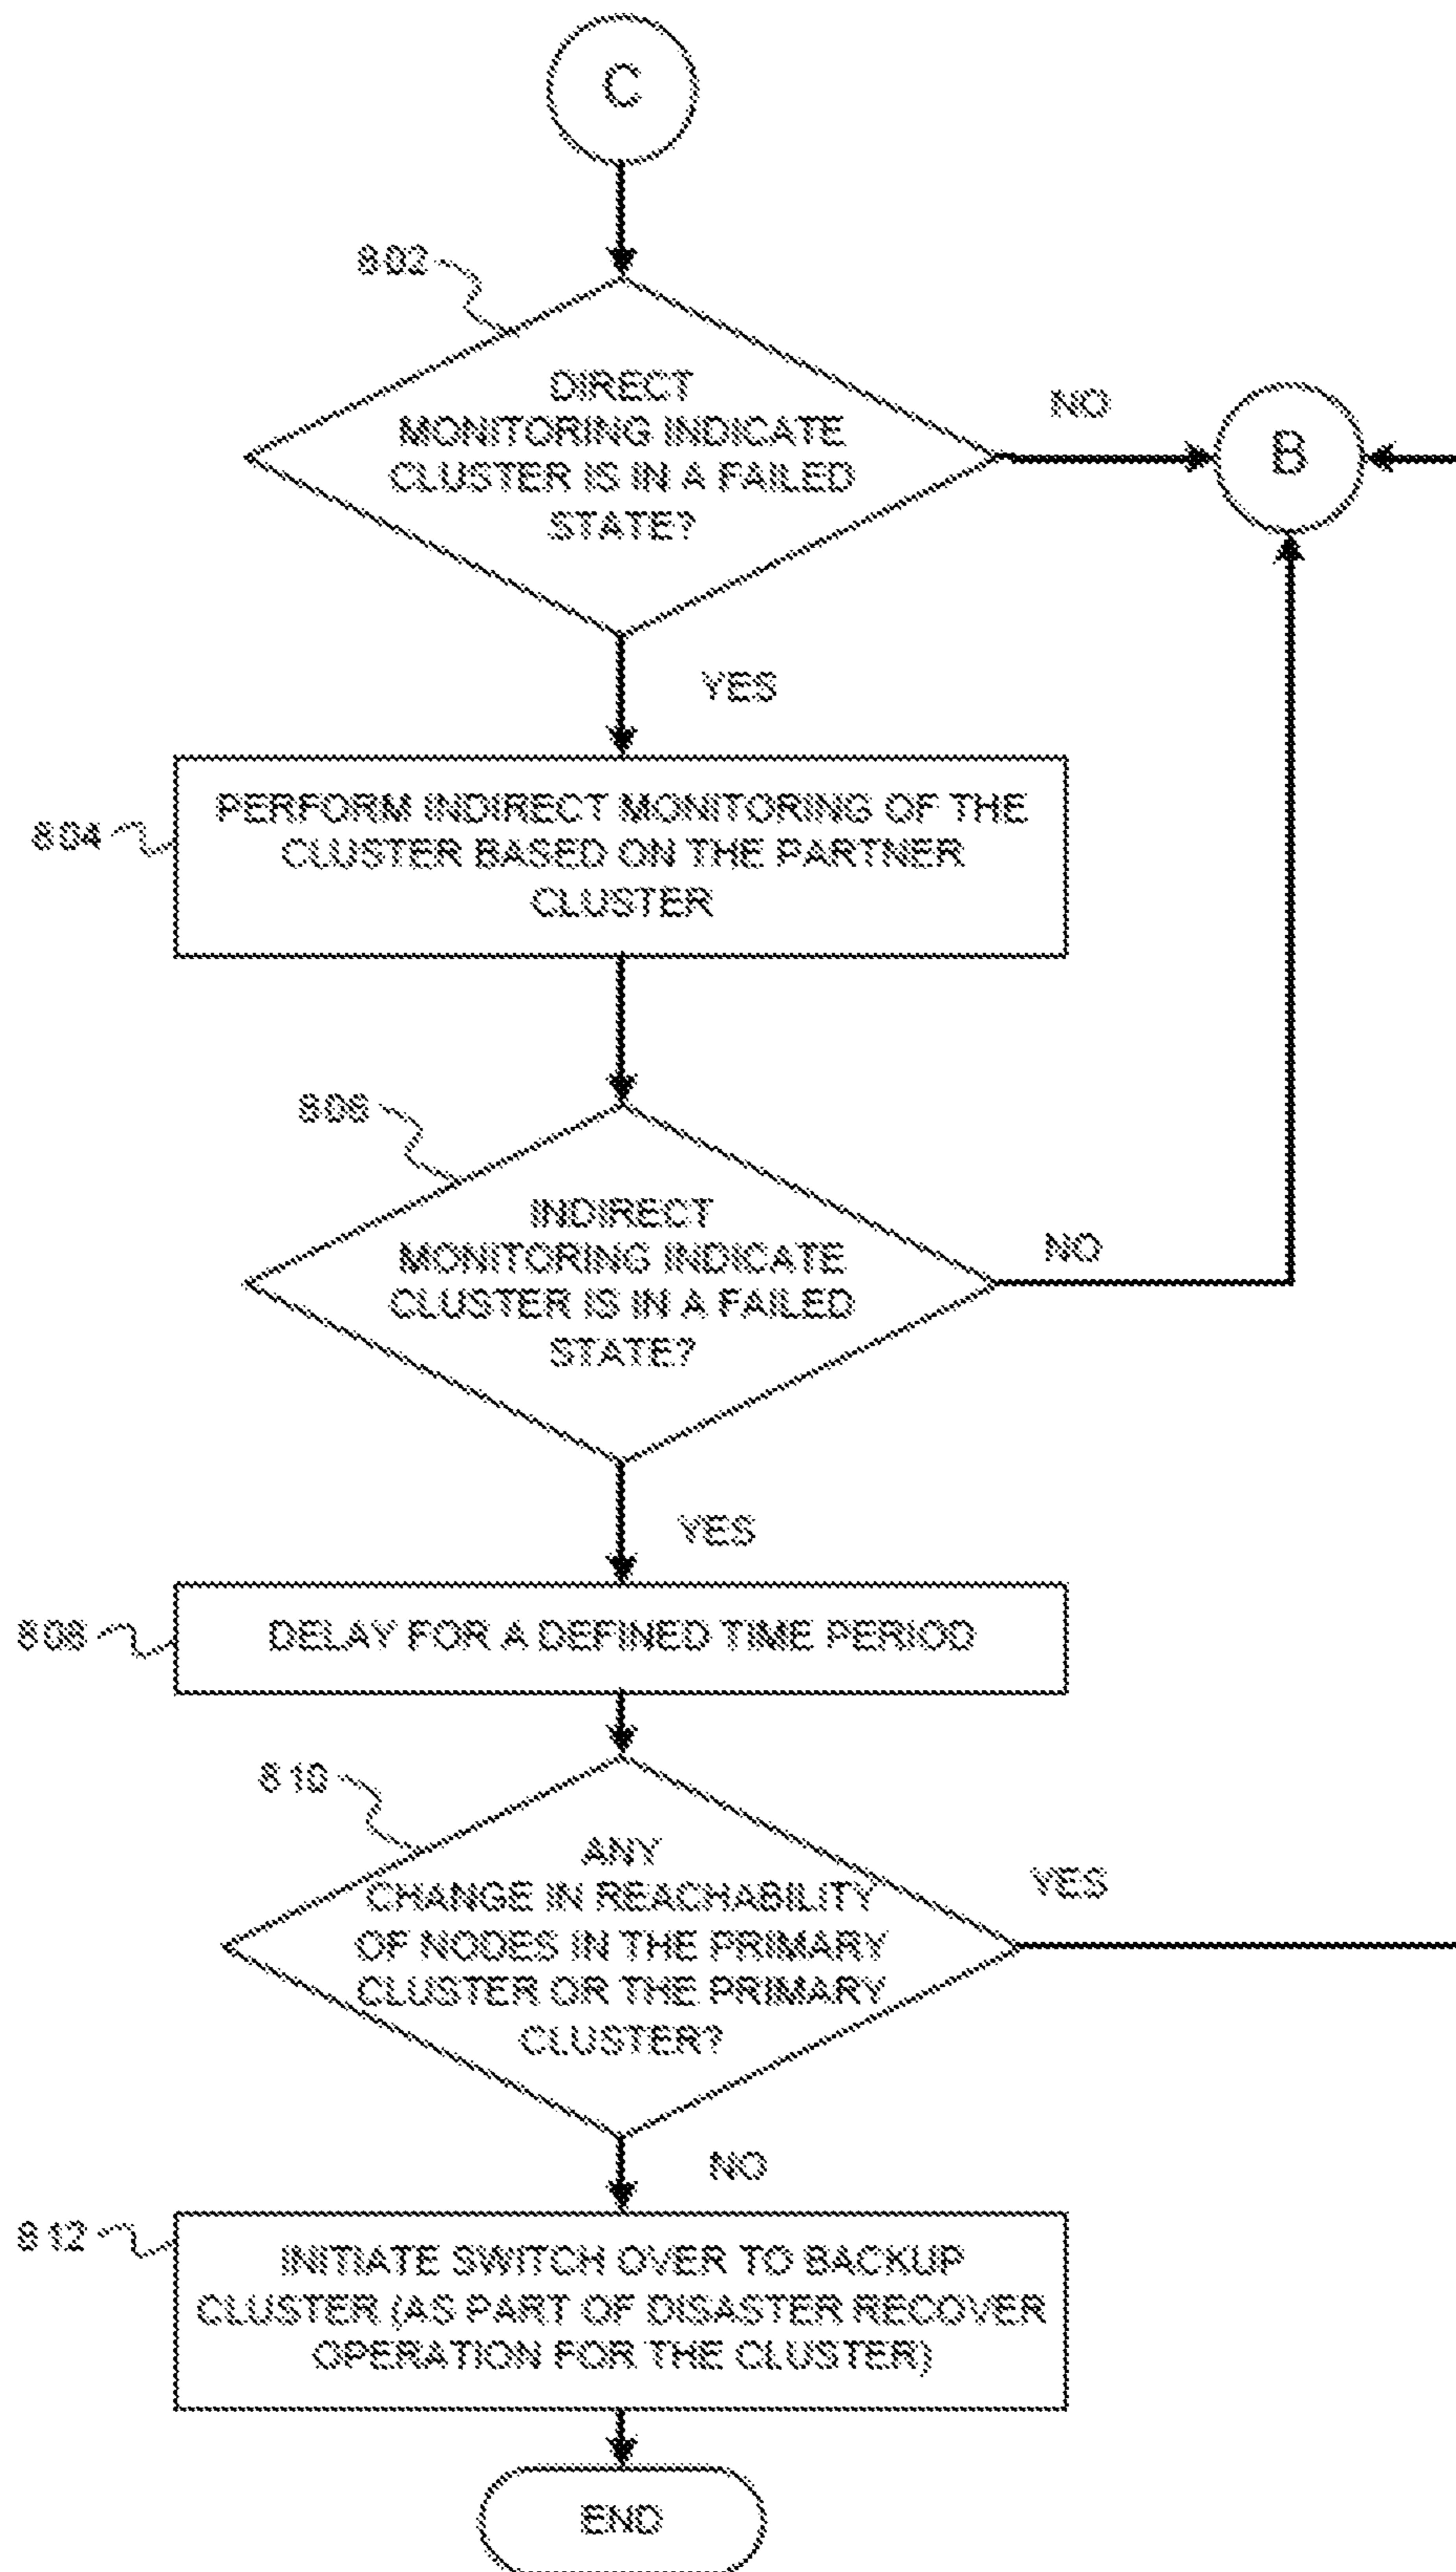 C
802
DIRECT
MONITORING INDICATE
CLUSTER IS IN A FAILED
STATE?
NO
B
YES
804
PERFORM INDIRECT MONITORING OF THE
CLUSTER BASED ON THE PARTNER
CLUSTER
806
INDIRECT
MONITORING INDICATE
CLUSTER IS IN A FAILED
STATE?
NO
YES
808
DELAY FOR A DEFINED TIME PERIOD
810
ANY
CHANGE IN REACHABILITY
OF NODES IN THE PRIMARY
CLUSTER OR THE PRIMARY
CLUSTER?
YES
NO
812
INITIATE SWITCH OVER TO BACKUP
CLUSTER (AS PART OF DISASTER RECOVER
OPERATION FOR THE CLUSTER)
END